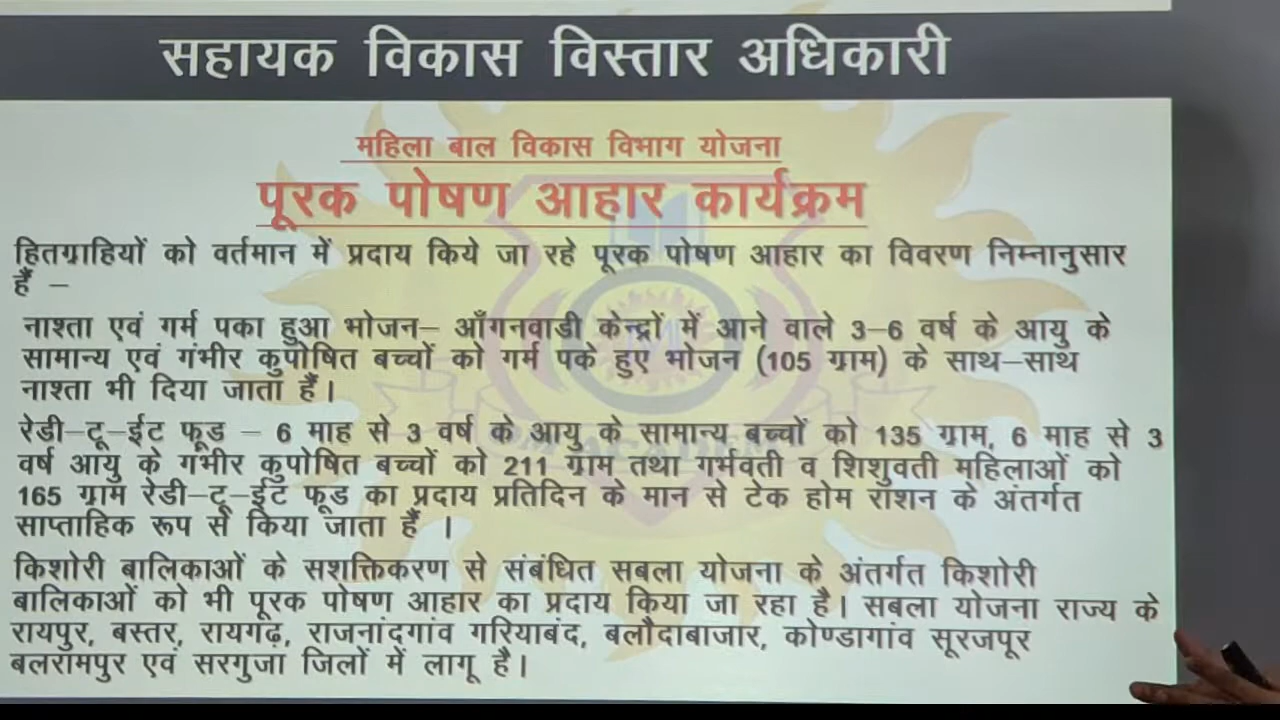 सहायक विकास विस्तार अधिकारी
महिला बाल विकास विभाग योजना
पूरक पोषण आहार कार्यक्रम
हितग्राहियों को वर्तमान में प्रदाय किये जा रहे पूरक पोषण आहार का विवरण निम्नानुसार
हैं –
नाश्ता एवं गर्म पका हुआ भोजन– आँगनवाडी केन्द्रों में आने वाले 3–6 वर्ष के आयु के
सामान्य एवं गंभीर कुपोषित बच्चों को गर्म पके हुए भोजन (105 ग्राम) के साथ–साथ
नाश्ता भी दिया जाता हैं।
रेडी–टू–ईट फूड – 6 माह से 3 वर्ष के आयु के सामान्य बच्चों को 135 ग्राम, 6 माह से 3
वर्ष आयु के गंभीर कुपोषित बच्चों को 211 ग्राम तथा गर्भवती व शिशुवती महिलाओं को
165 ग्राम रेडी–टू–ईट फूड का प्रदाय प्रतिदिन के मान से टेक होम राशन के अंतर्गत
साप्ताहिक रूप से किया जाता हैं ।
किशोरी बालिकाओं के सशक्तिकरण से संबंधित सबला योजना के अंतर्गत किशोरी
बालिकाओं को भी पूरक पोषण आहार का प्रदाय किया जा रहा है। सबला योजना राज्य के
रायपुर, बस्तर, रायगढ़, राजनांदगांव गरियाबंद, बलौदाबाजार, कोण्डागांव सूरजपूर
बलरामपुर एवं सरगुजा जिलों में लागू है।